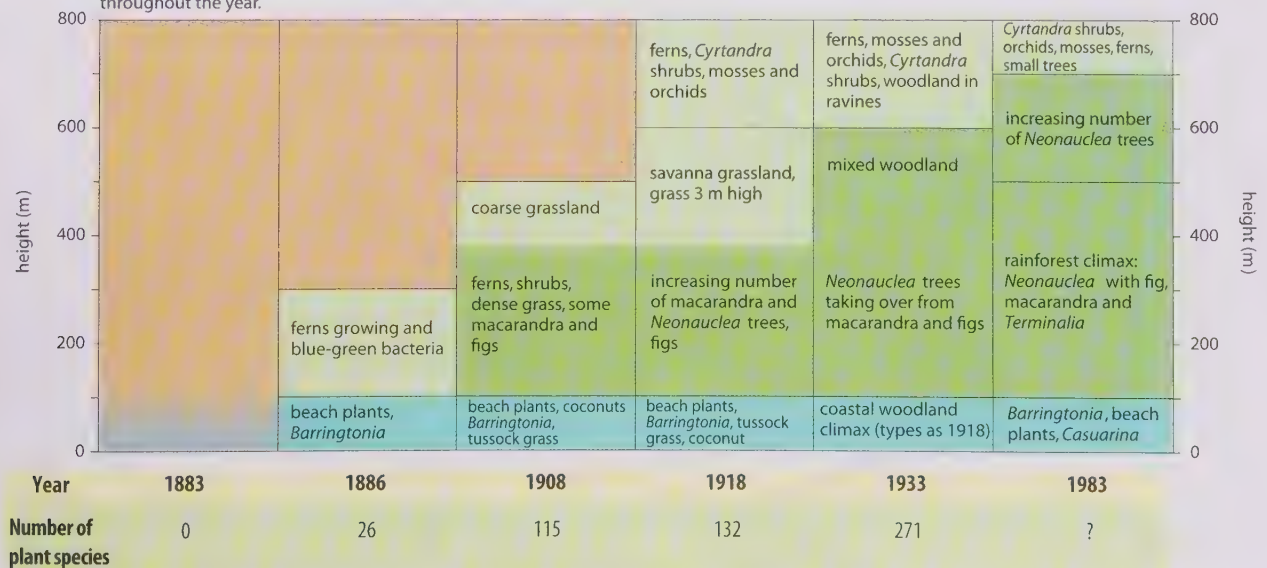 throughout the year.
800
600
400
200
0
height (m)
beach plants,
Barringtonia
ferns growing and
blue-green bacteria
coarse grassland
ferns, shrubs,
dense grass, some
macarandra and
figs
beach plants, coconuts
Barringtonia,
tussock grass
ferns, Cyrtandra
shrubs, mosses and
orchids
savanna grassland,
grass 3 m high
increasing number
of macarandra and
Neonauclea trees,
figs
beach plants,
Barringtonia, tussock
grass, coconut
ferns, mosses and
orchids, Cyrtandra
shrubs, woodland in
ravines
mixed woodland
Neonauclea trees
taking over from
macarandra and figs
coastal woodland
climax (types as 1918)
Cyrtandra shrubs,
orchids, mosses, ferns,
small trees
increasing number
of Neonauclea trees
rainforest climax:
Neonauclea with fig,
macarandra and
Terminalia
Barringtonia, beach
plants, Casuarina
800
600
400
200
0
height (m)
Year 1883 1886 1908 1918 1933 1983
Number of
plant species 0 26 115 132 271 ?